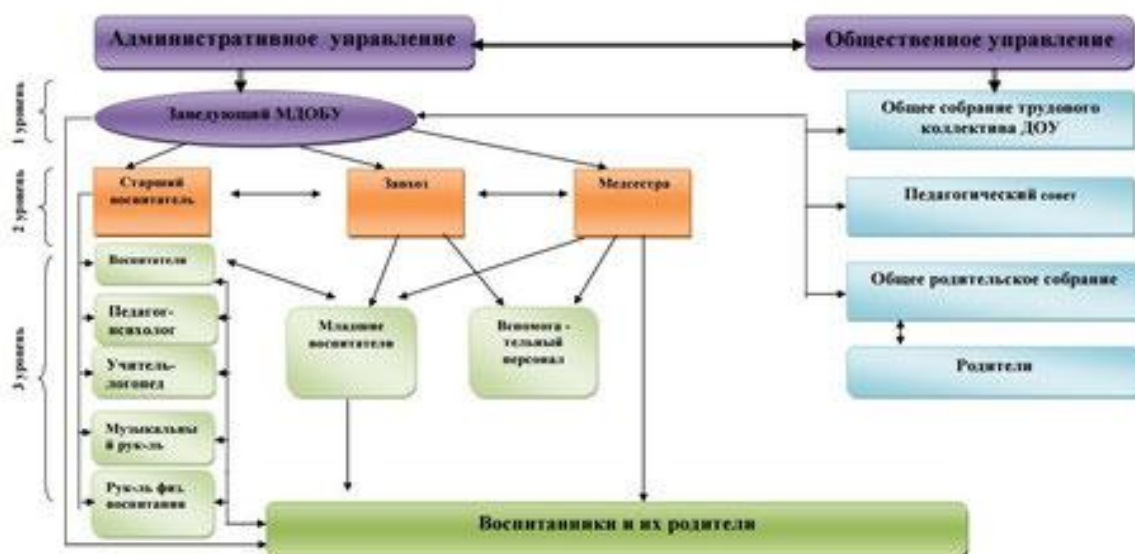 Административное управление
Общественное управление
1 уровень
Заведующий МДОБУ
Общее собрание трудового
коллектива ДОУ
2 уровень
Старший
воспитатель
Завхоз
Медсестра
Педагогический совет
3 уровень
Воспитатели
Общее родительское собрание
Педагог-
психолог
Младшие
воспитатели
Вспомога -
тельный
персонал
Учитель-
логопед
Родители
Музыкальны
й рук-ль
Рук-ль физ.
воспитания
Воспитанники и их родители